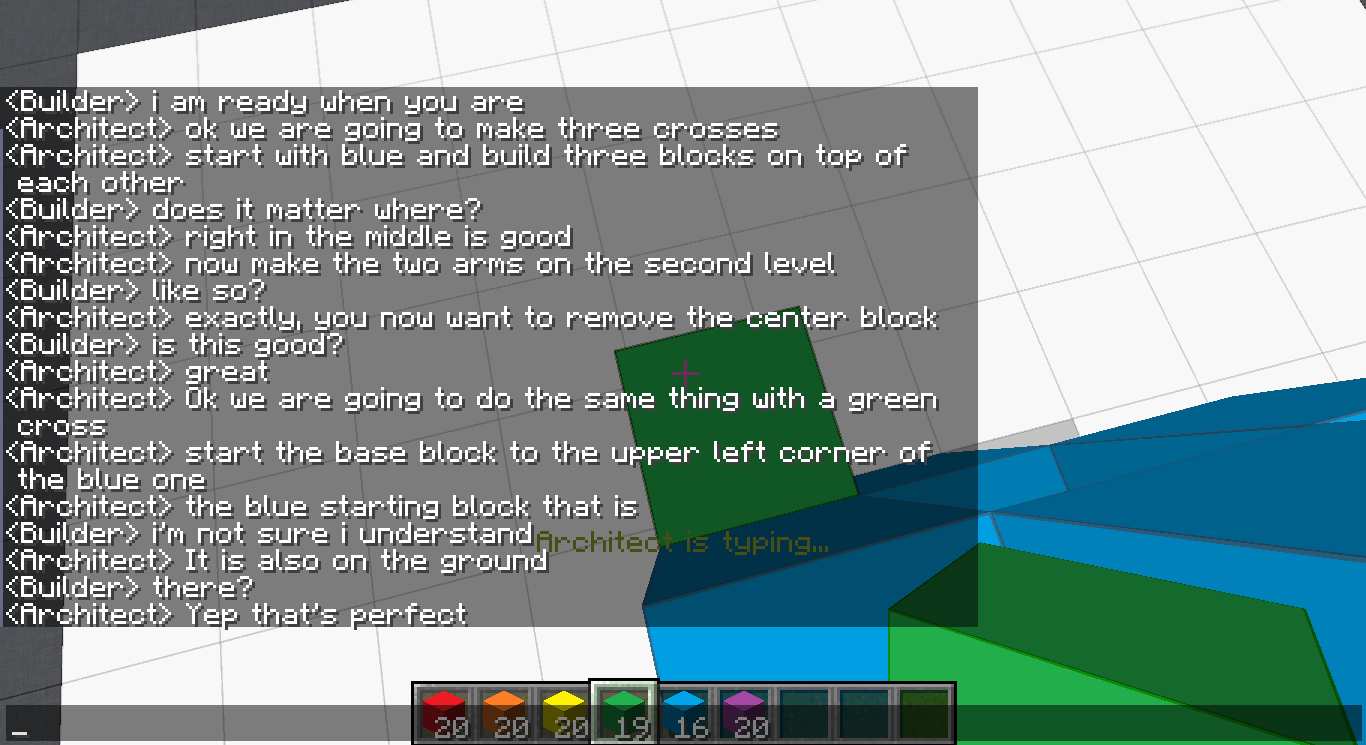 <Builder> i am ready when you are
<Architect> ok we are going to make three crosses
<Architect> start with blue and build three blocks on top of
each other
<Builder> does it matter where?
<Architect> right in the middle is good
<Architect> now make the two arms on the second level
<Builder> like so?
<Architect> exactly, you now want to remove the center block
<Builder> is this good?
<Architect> great
<Architect> Ok we are going to do the same thing with a green
cross
<Architect> start the base block to the upper left corner of
the blue one
<Architect> the blue starting block that is
<Builder> i'm not sure i understand
Architect is typing...
<Architect> It is also on the ground
<Builder> there?
<Architect> Yep that's perfect
20 20 20 19 16 20
_